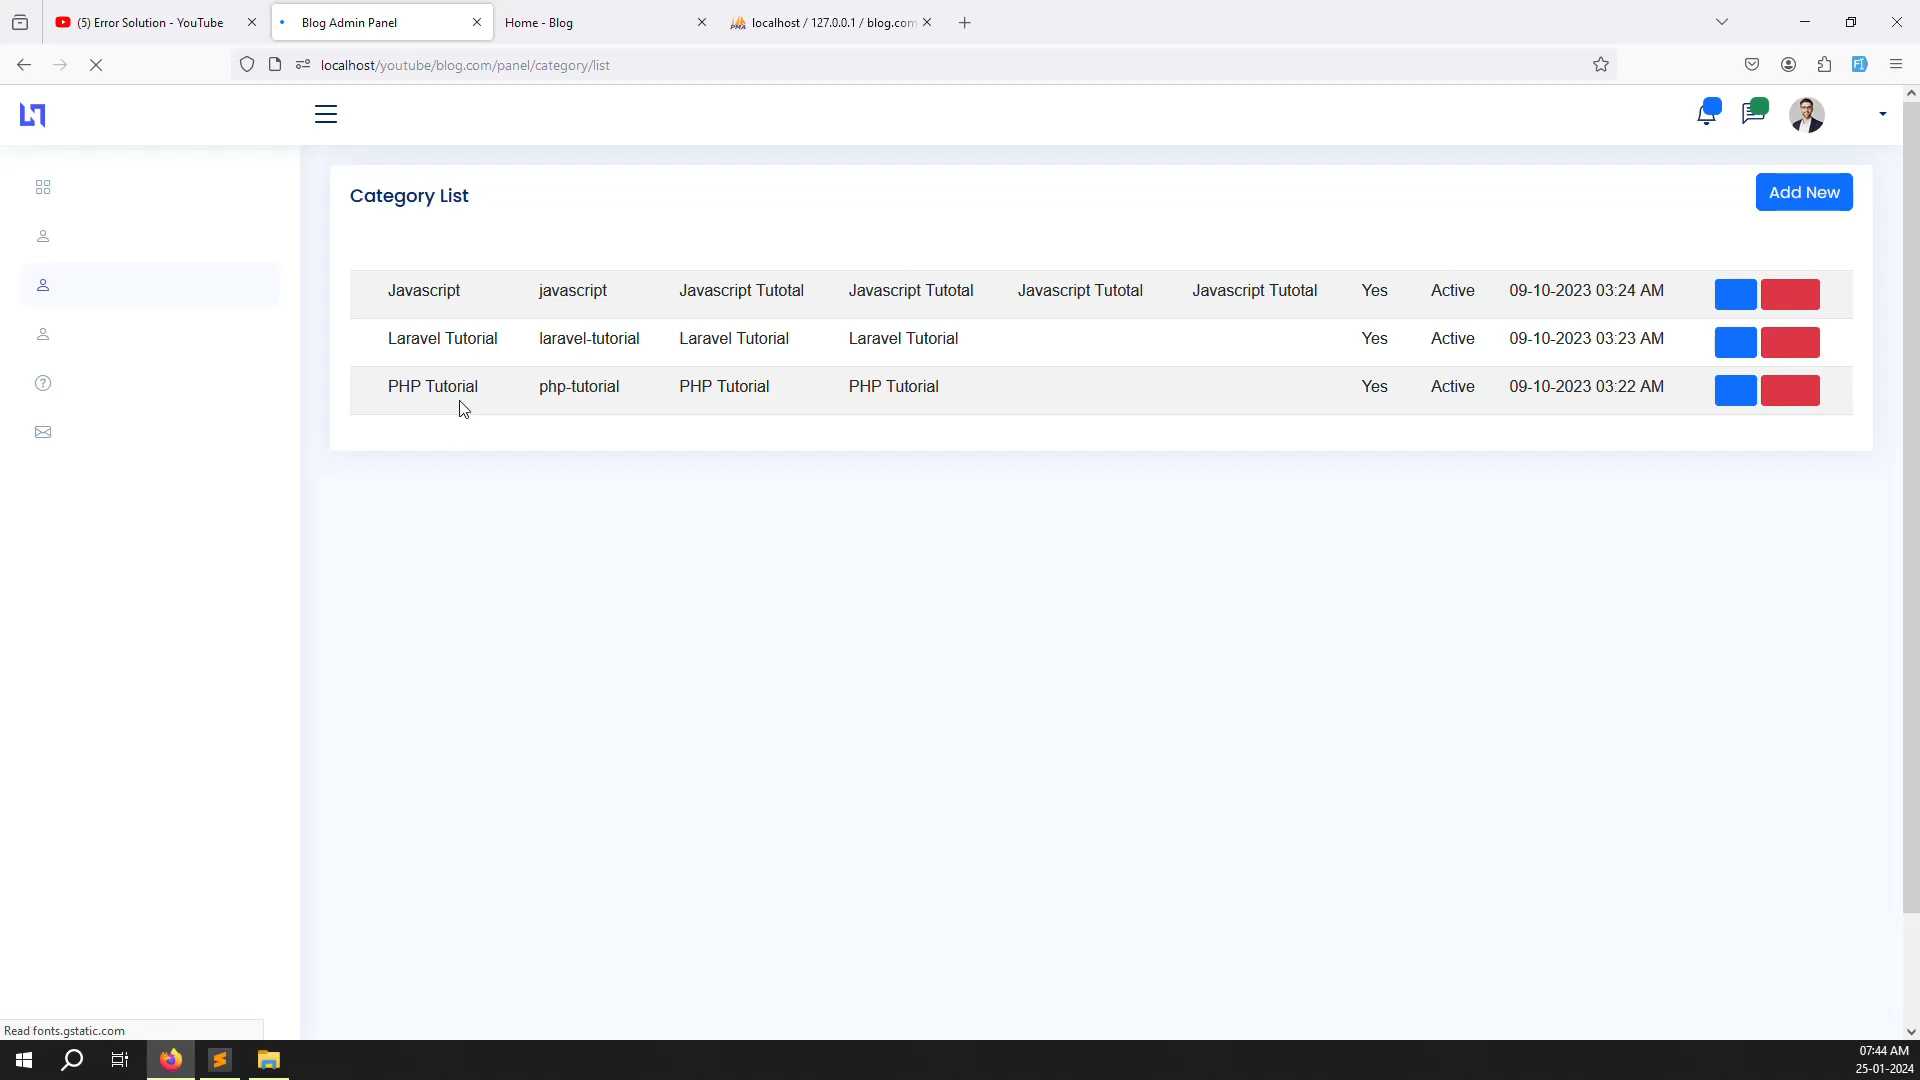 (5) Error Solution - YouTube
Blog Admin Panel
Home - Blog
localhost / 127.0.0.1 / blog.com
localhost/youtube/blog.com/panel/category/list
Category List
Add New
Javascript javascript Javascript Tutotal Javascript Tutotal Javascript Tutotal Javascript Tutotal Yes Active 09-10-2023 03:24 AM
Laravel Tutorial laravel-tutorial Laravel Tutorial Laravel Tutorial Yes Active 09-10-2023 03:23 AM
PHP Tutorial php-tutorial PHP Tutorial PHP Tutorial Yes Active 09-10-2023 03:22 AM
Read fonts.gstatic.com
07:44 AM
25-01-2024